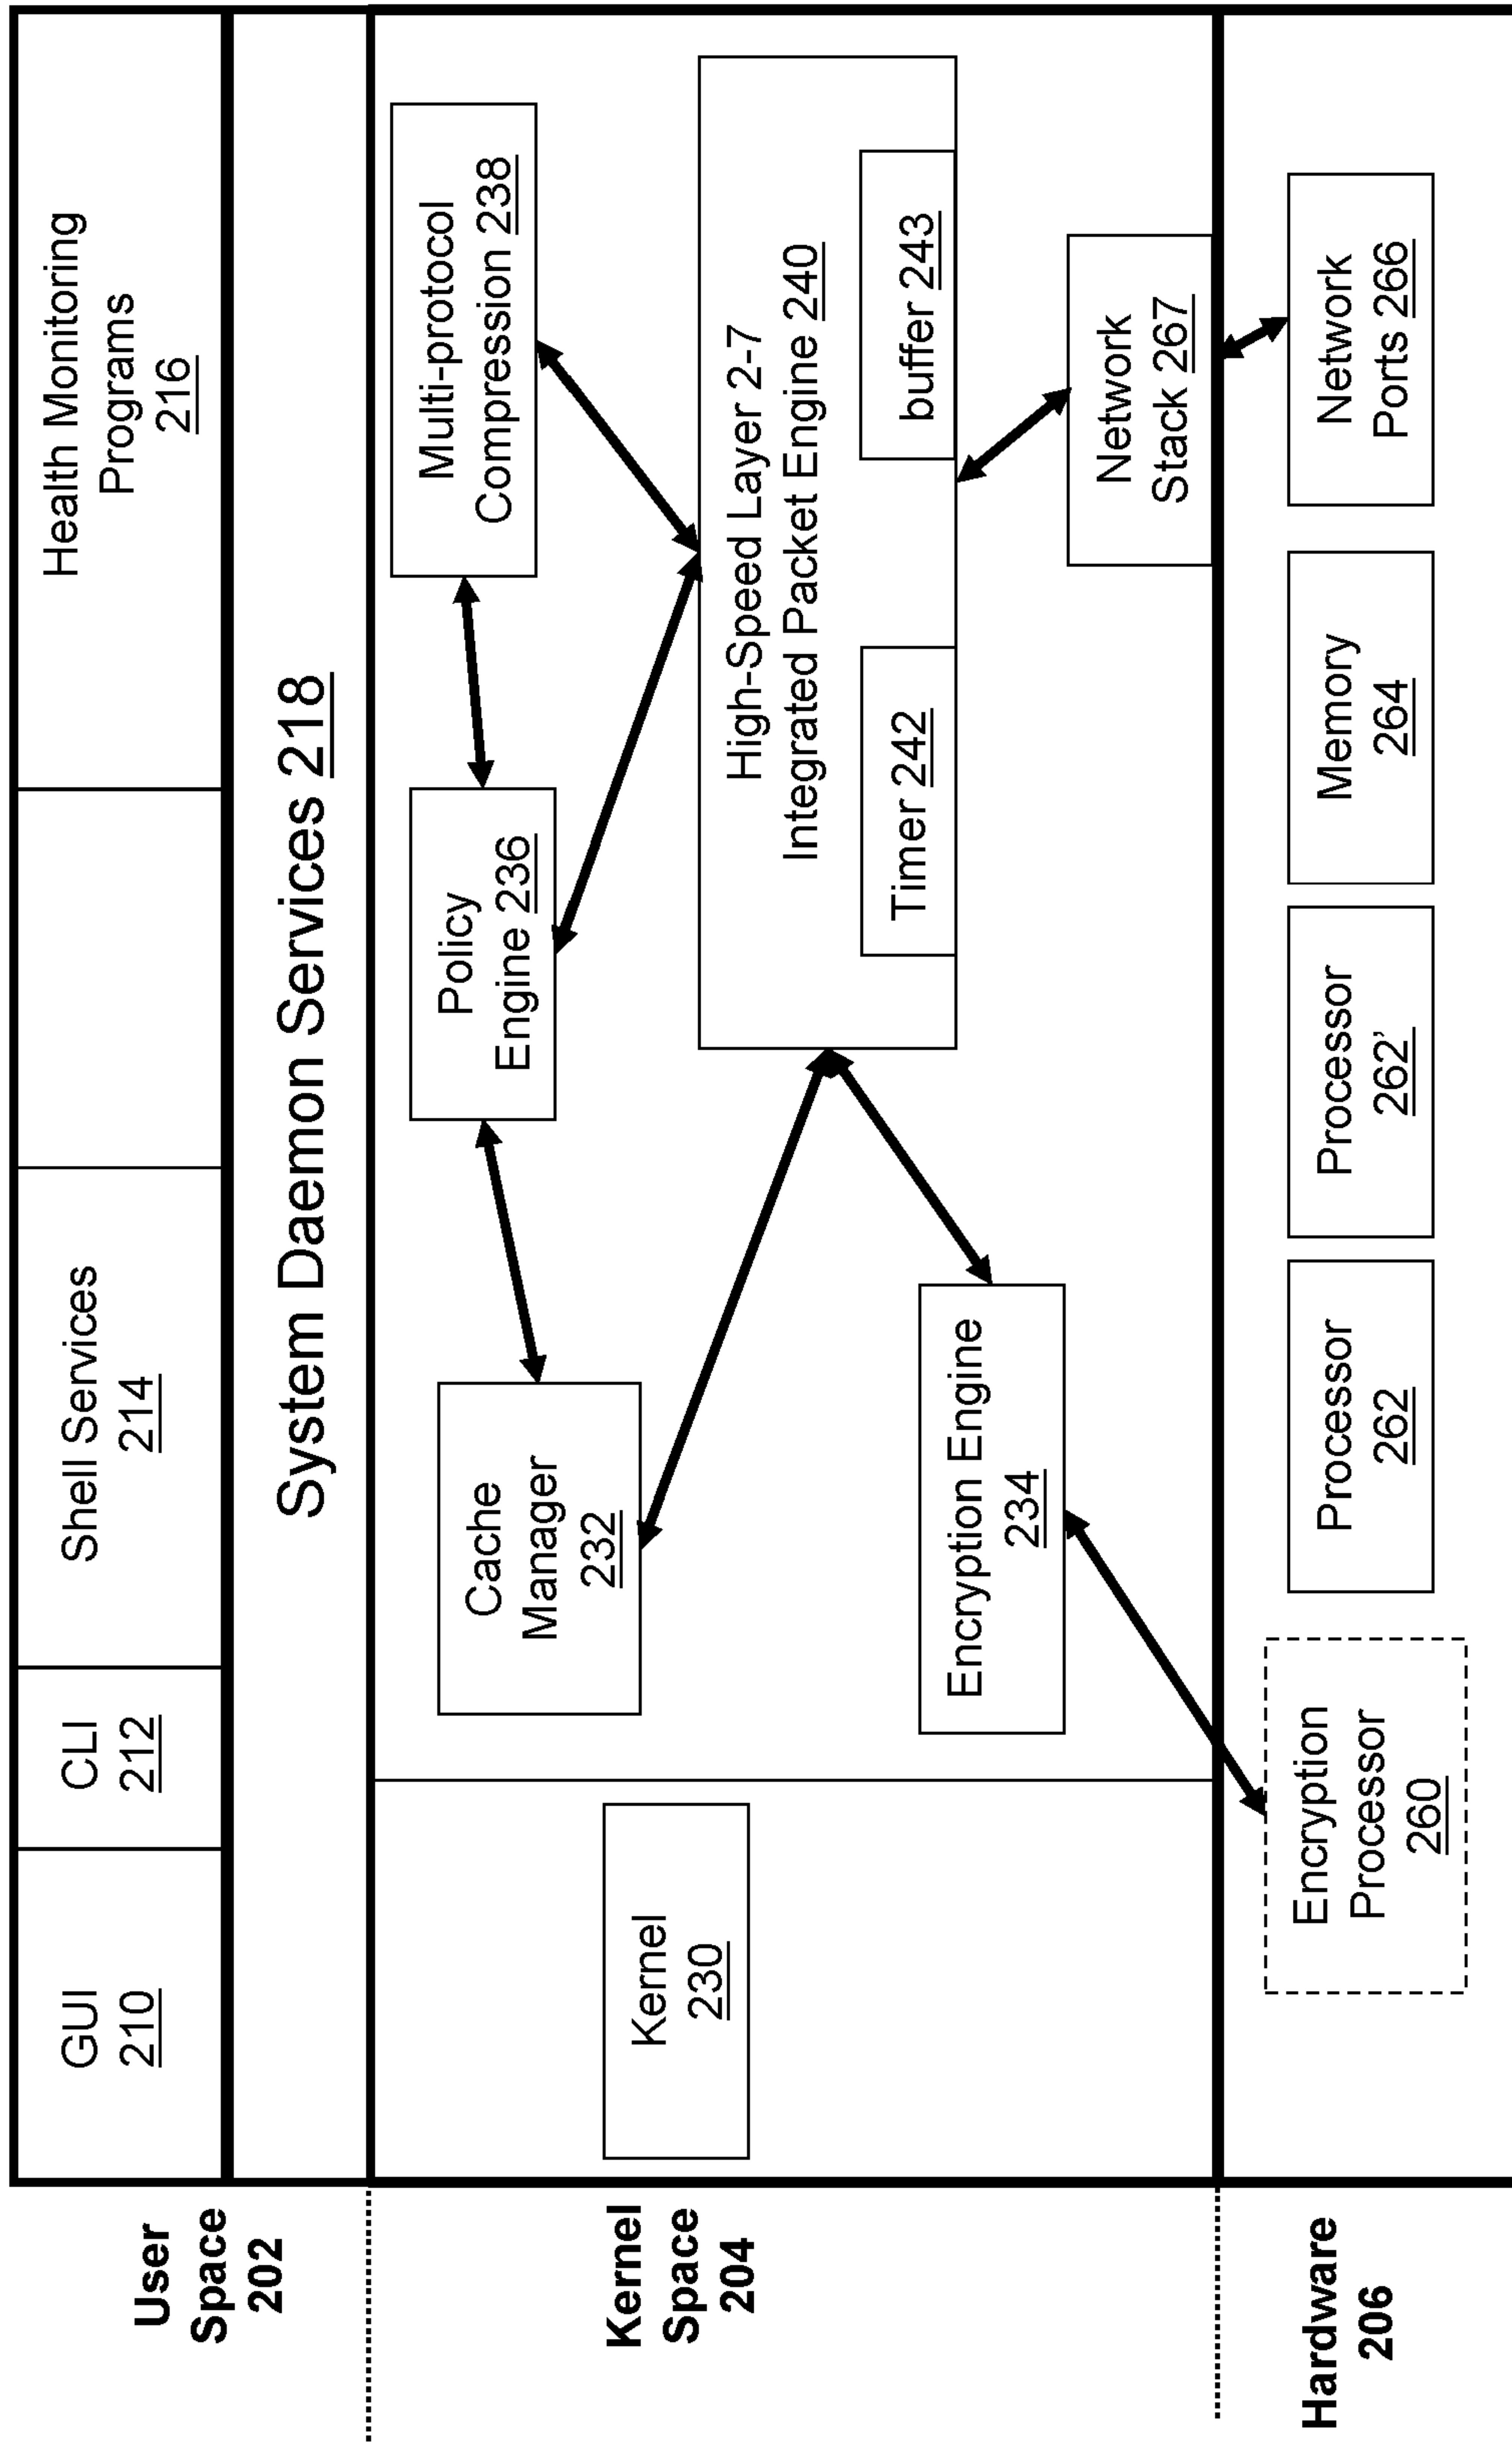 User
Space
202
GUI
210
CLI
212
Shell Services
214
Health Monitoring
Programs
216
System Daemon Services 218
Kernel
Space
204
Kernel
230
Cache
Manager
232
Policy
Engine 236
Multi-protocol
Compression 238
High-Speed Layer 2-7
Integrated Packet Engine 240
Timer 242
buffer 243
Encryption Engine
234
Network
Stack 267
Hardware
206
Encryption
Processor
260
Processor
262
Processor
262’
Memory
264
Network
Ports 266